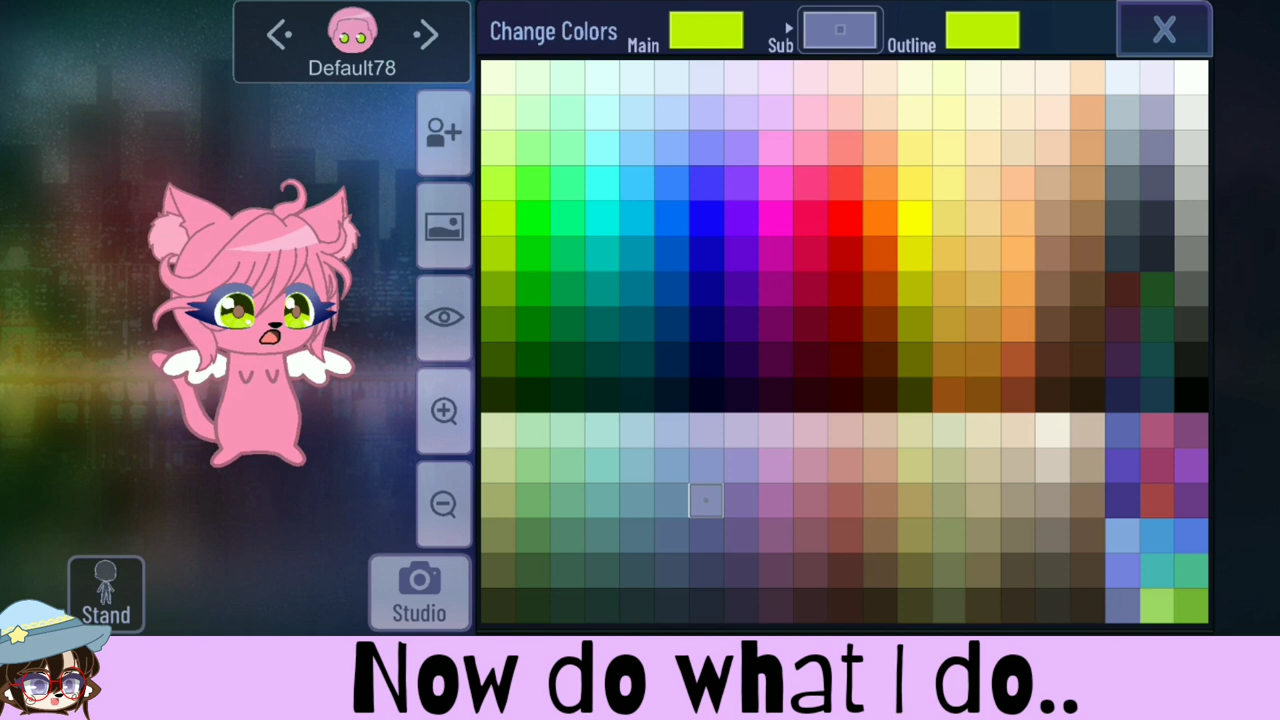 Default78
Change Colors
Main
Sub
Outline
Stand
Studio
Now do what I do..